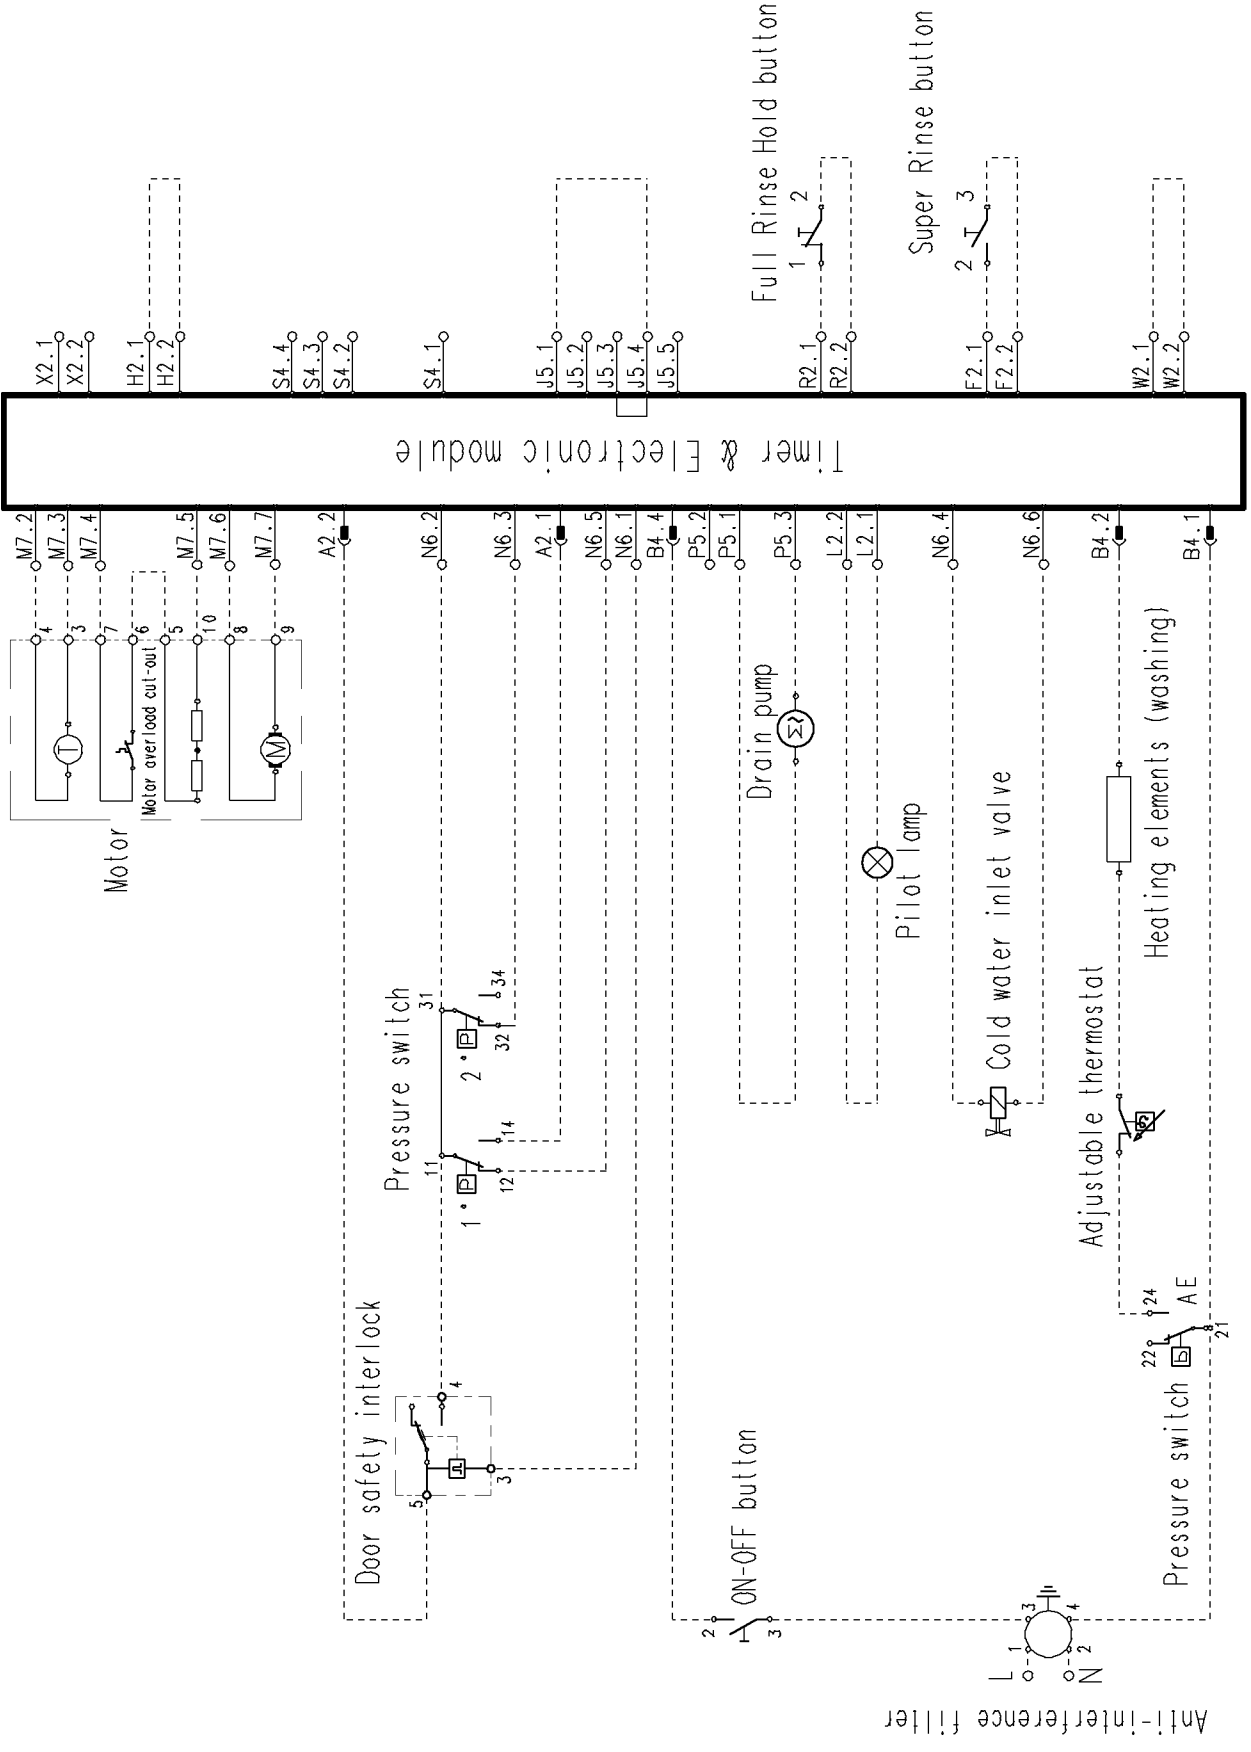 X2.1
X2.2
H2.1
H2.2
S4.4
S4.3
S4.2
S4.1
J5.1
J5.2
J5.3
J5.4
J5.5
R2.1
R2.2
F2.1
F2.2
W2.1
W2.2
Full Rinse Hold button
1
2
Super Rinse button
2
3
Timer & Electronic module
M7.2
M7.3
M7.4
M7.5
M7.6
M7.7
A2.2
N6.2
N6.3
A2.1
N6.5
N6.1
B4.4
P5.2
P5.1
P5.3
L2.2
L2.1
N6.4
N6.6
B4.2
B4.1
4
3
7
6
5
10
8
9
T
Motor overload cut-out
M
Motor
Drain pump
Pilot lamp
Cold water inlet valve
Heating elements (washing)
Adjustable thermostat
Pressure switch
31
34
32
2° P
11
14
12
1° P
Door safety interlock
4
5
3
ON-OFF button
2
3
Pressure switch
24
AE
22
21
L
N
1
3
2
4
Anti-interference filter